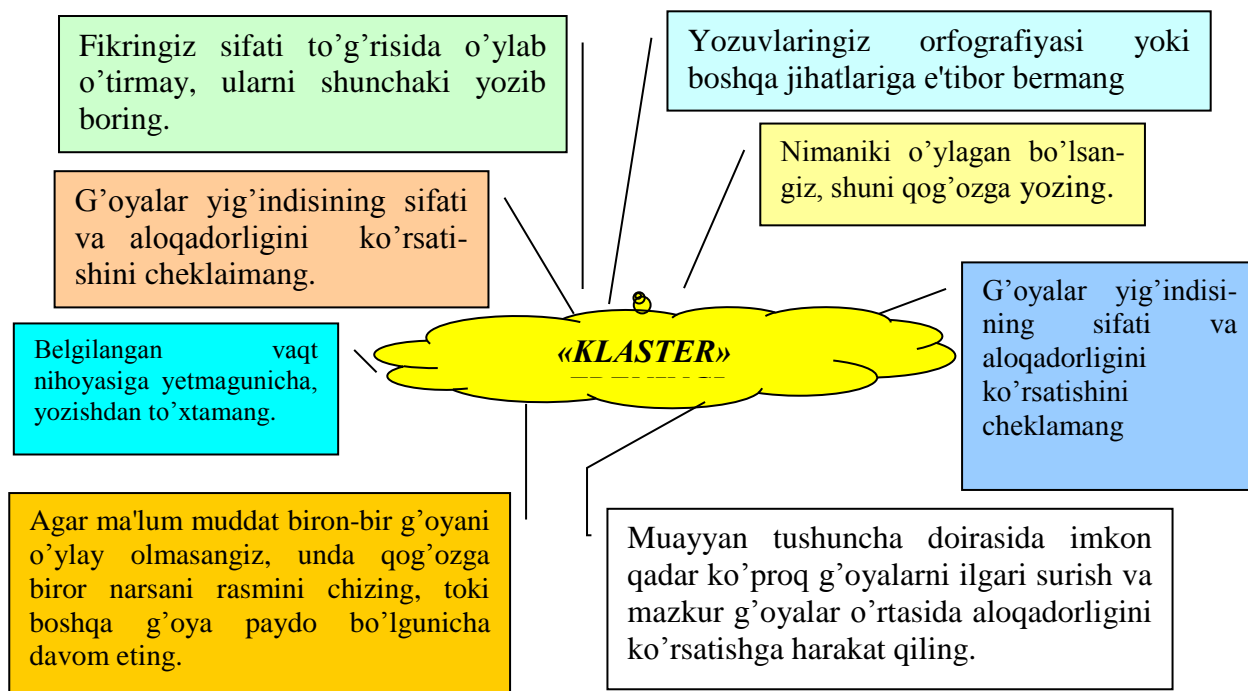 Fikringiz sifati to’g’risida o’ylab
o’tirmay, ularni shunchaki yozib
boring.
Yozuvlaringiz orfografiyasi yoki
boshqa jihatlariga e'tibor bermang
Nimaniki o’ylagan bo’lsan-
giz, shuni qog’ozga yozing.
G’oyalar yig’indisining sifati
va aloqadorligini ko’rsati-
shini cheklaimang.
G’oyalar yig’indisi-
ning sifati va
aloqadorligini
ko’rsatishini
cheklamang
Belgilangan vaqt
nihoyasiga yetmagunicha,
yozishdan to’xtamang.
«KLASTER»
Agar ma'lum muddat biron-bir g’oyani
o’ylay olmasangiz, unda qog’ozga
biror narsani rasmini chizing, toki
boshqa g’oya paydo bo’lgunicha
davom eting.
Muayyan tushuncha doirasida imkon
qadar ko’proq g’oyalarni ilgari surish va
mazkur g’oyalar o’rtasida aloqadorligini
ko’rsatishga harakat qiling.